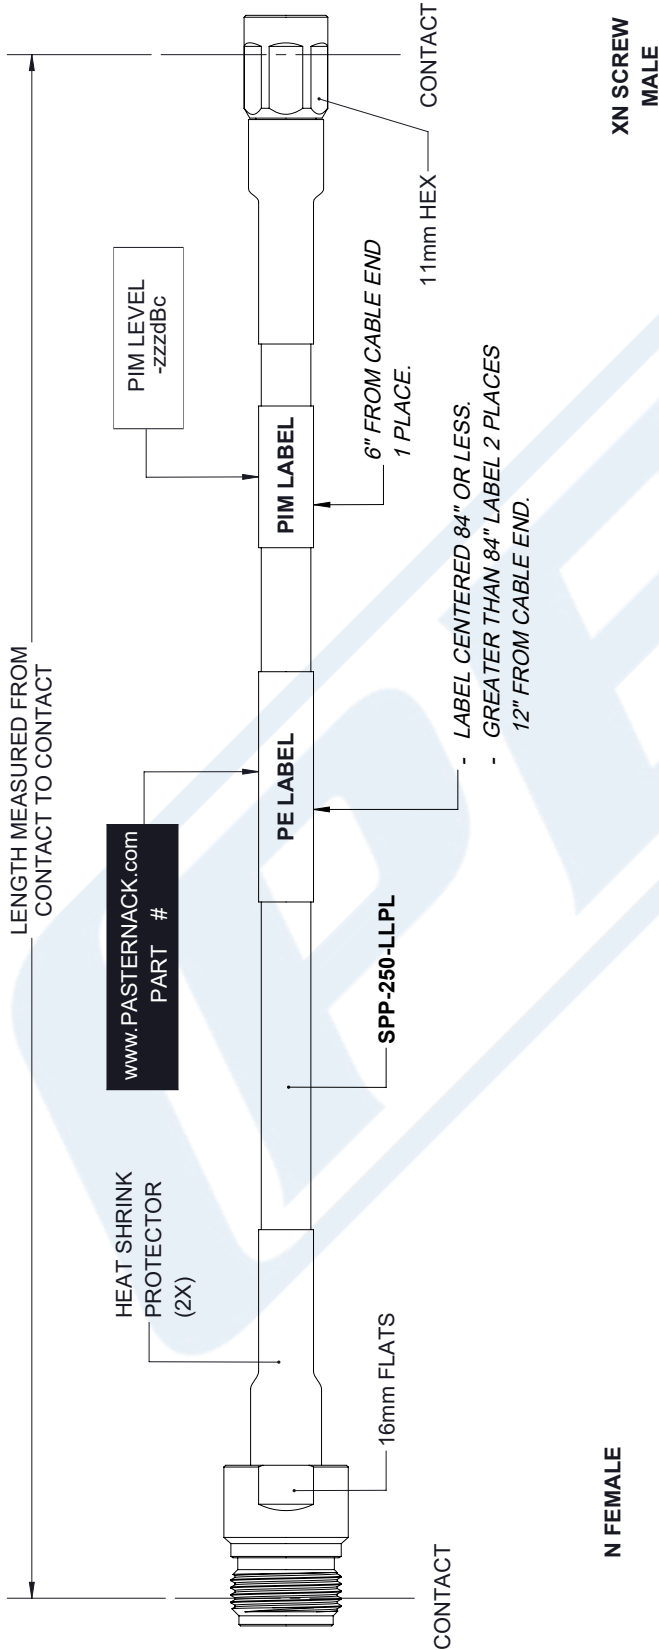 LENGTH MEASURED FROM
CONTACT TO CONTACT
HEAT SHRINK
PROTECTOR
(2X)
www.PASTERNACK.com
PART #
PIM LEVEL
-zzzdBc
PE LABEL
PIM LABEL
16mm FLATS
SPP-250-LLPL
6" FROM CABLE END
1 PLACE.
- LABEL CENTERED 84" OR LESS.
- GREATER THAN 84" LABEL 2 PLACES
12" FROM CABLE END.
11mm HEX
CONTACT
CONTACT
N FEMALE
XN SCREW
MALE